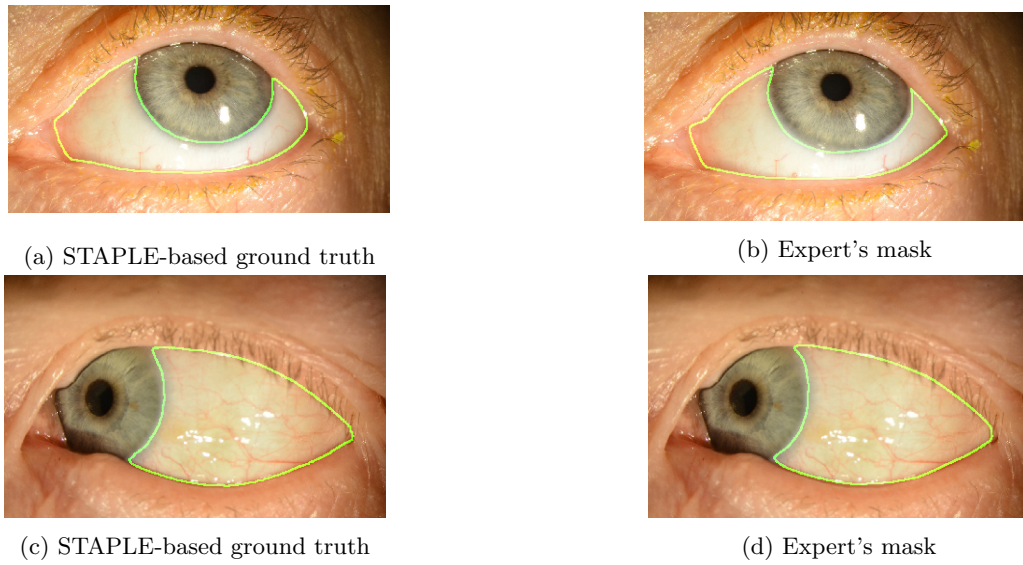 (a) STAPLE-based ground truth
(b) Expert's mask
(c) STAPLE-based ground truth
(d) Expert's mask